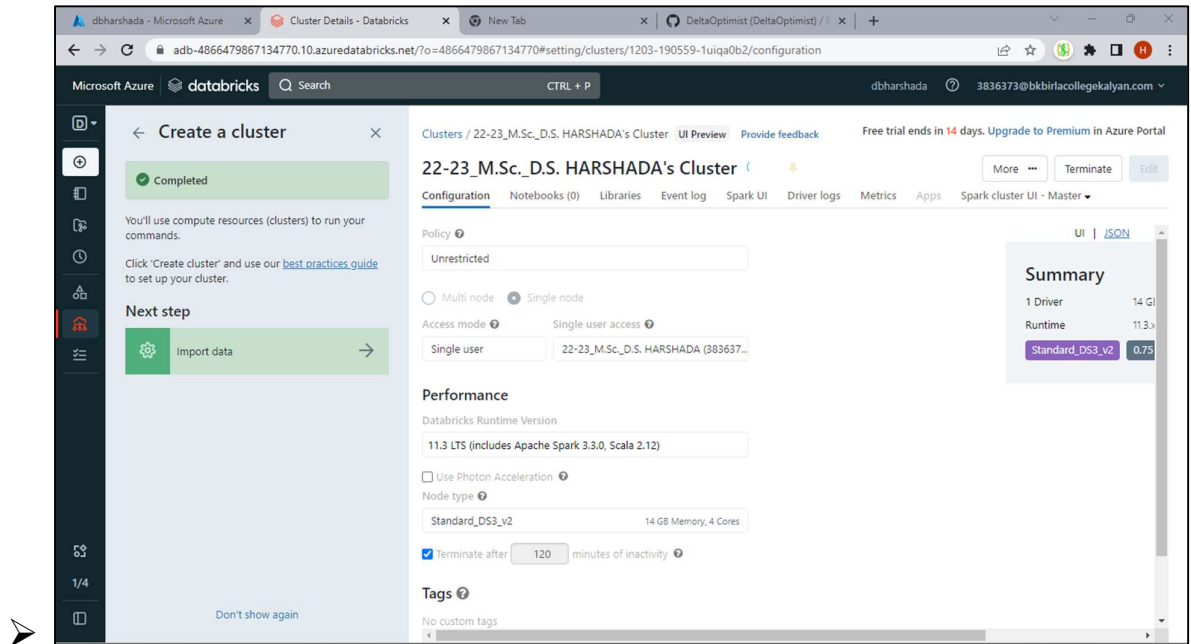 dbharshada - Microsoft Azure
Cluster Details - Databricks
New Tab
DeltaOptimist (DeltaOptimist) /
adb-4866479867134770.10.azuredatabricks.net/?o=4866479867134770#setting/clusters/1203-190559-1uiqa0b2/configuration
H
Microsoft Azure databricks Search CTRL + P dbharshada 3836373@bkbirlacollegekalyan.com
D
Create a cluster
Completed
You'll use compute resources (clusters) to run your
commands.
Click 'Create cluster' and use our best practices guide
to set up your cluster.
Next step
Import data
Don't show again
1/4
Clusters / 22-23_M.Sc._D.S. HARSHADA's Cluster UI Preview Provide feedback
Free trial ends in 14 days. Upgrade to Premium in Azure Portal
22-23_M.Sc._D.S. HARSHADA's Cluster
More ··· Terminate Edit
Configuration Notebooks (0) Libraries Event log Spark UI Driver logs Metrics Apps Spark cluster UI - Master
UI | JSON
Policy
Unrestricted
Multi node Single node
Access mode Single user access
Single user 22-23_M.Sc._D.S. HARSHADA (383637...
Performance
Databricks Runtime Version
11.3 LTS (includes Apache Spark 3.3.0, Scala 2.12)
Use Photon Acceleration
Node type
Standard_DS3_v2 14 GB Memory, 4 Cores
Terminate after 120 minutes of inactivity
Tags
No custom tags
Summary
1 Driver 14 G
Runtime 11.3.
Standard_DS3_v2 0.75